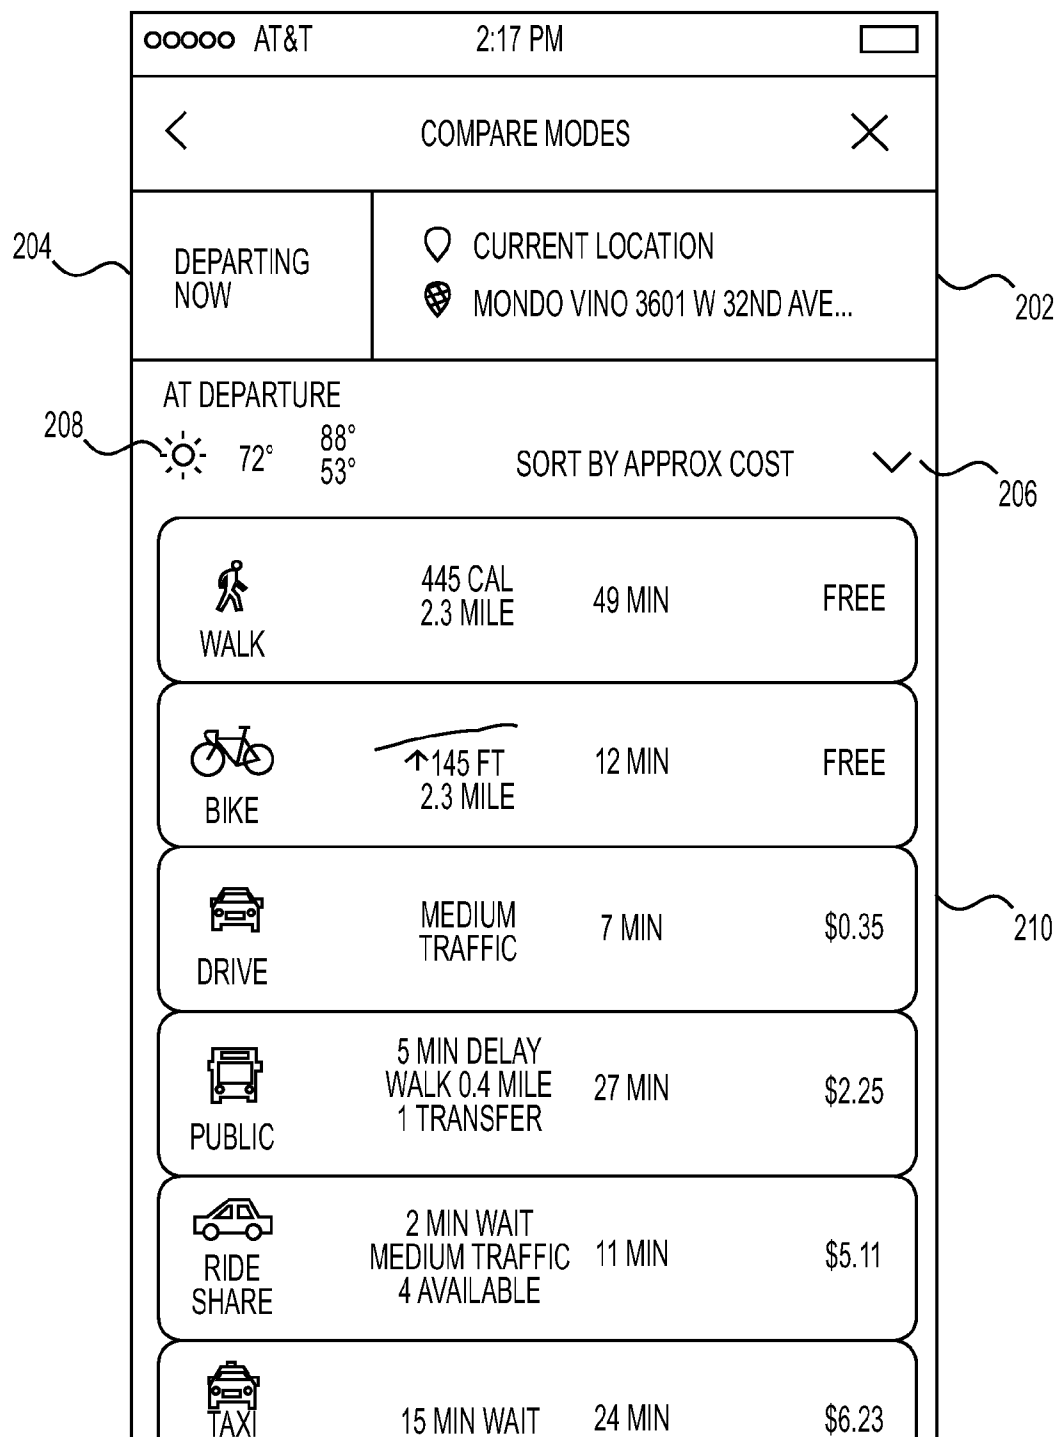 AT&T 2:17 PM
COMPARE MODES
204
DEPARTING
NOW
CURRENT LOCATION
MONDO VINO 3601 W 32ND AVE...
202
AT DEPARTURE
208
72° 88°
53°
SORT BY APPROX COST
206
WALK
445 CAL
2.3 MILE
49 MIN
FREE
BIKE
↑145 FT
2.3 MILE
12 MIN
FREE
DRIVE
MEDIUM
TRAFFIC
7 MIN
$0.35
210
PUBLIC
5 MIN DELAY
WALK 0.4 MILE
1 TRANSFER
27 MIN
$2.25
RIDE
SHARE
2 MIN WAIT
MEDIUM TRAFFIC
4 AVAILABLE
11 MIN
$5.11
TAXI
15 MIN WAIT
24 MIN
$6.23